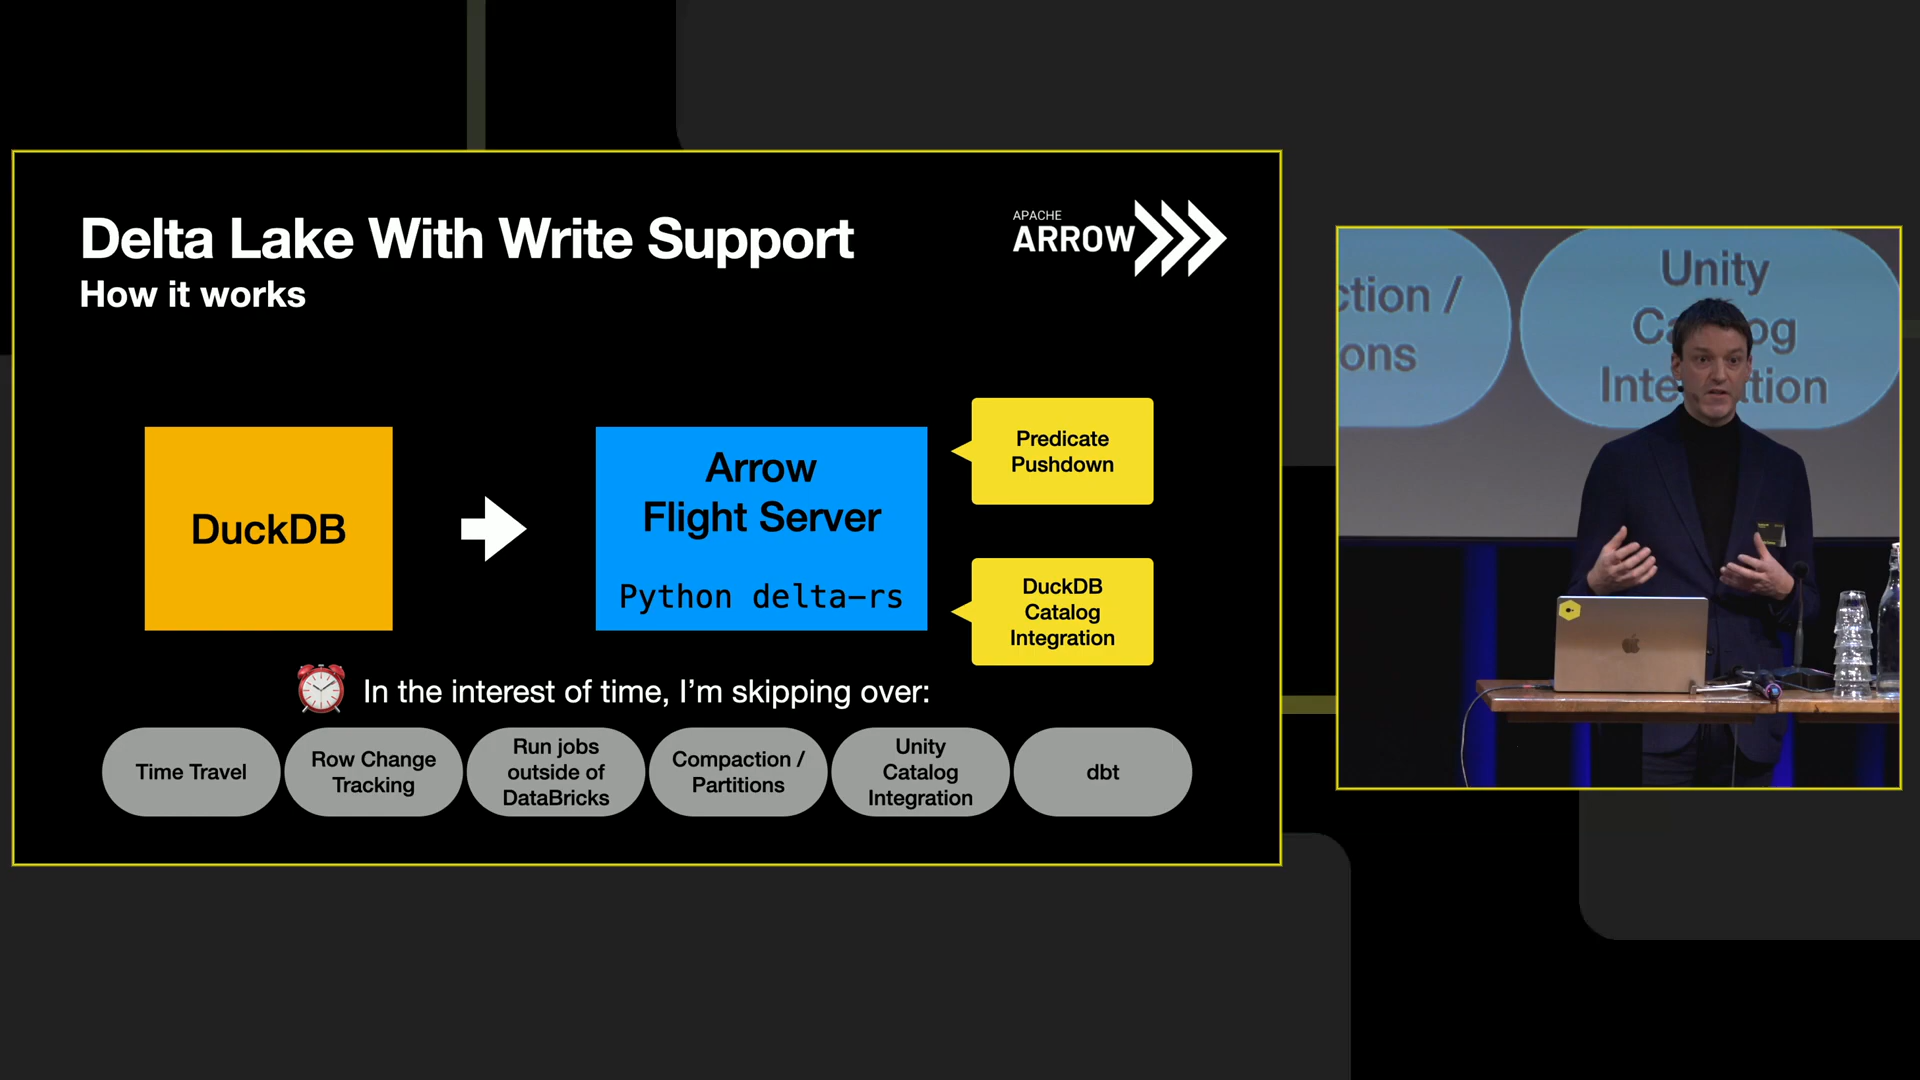 Delta Lake With Write Support
How it works
APACHE
ARROW
DuckDB
Arrow
Flight Server
Python delta-rs
Predicate
Pushdown
DuckDB
Catalog
Integration
In the interest of time, I’m skipping over:
Time Travel
Row Change
Tracking
Run jobs
outside of
DataBricks
Compaction /
Partitions
Unity
Catalog
Integration
dbt
ction /
ons
Unity
Ca og
Inte tion